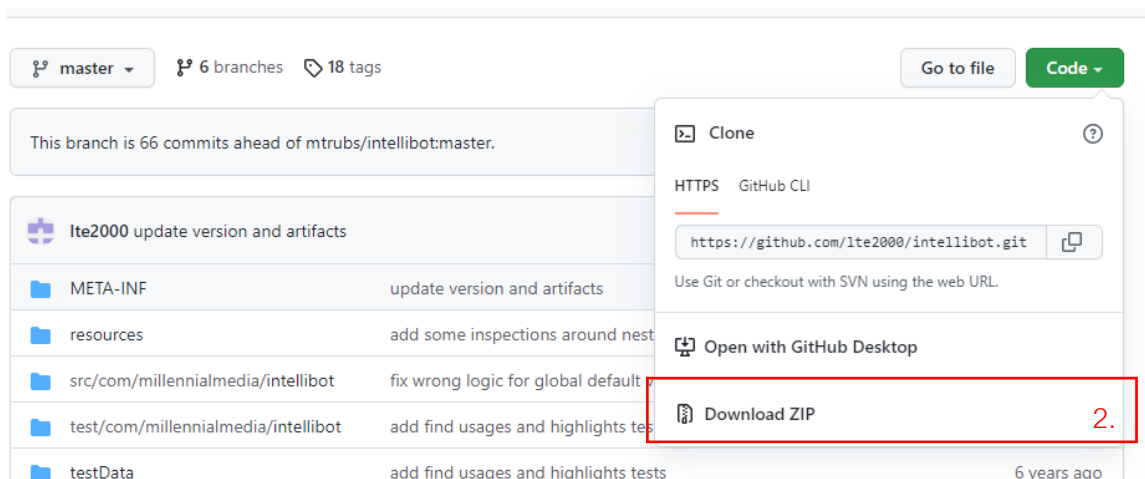 master
6 branches
18 tags
Go to file
Code
This branch is 66 commits ahead of mtrubs/intellibot:master.
Clone
HTTPS GitHub CLI
lte2000 update version and artifacts
https://github.com/lte2000/intellibot.git
Use Git or checkout with SVN using the web URL.
META-INF update version and artifacts
resources add some inspections around nest
Open with GitHub Desktop
src/com/millennialmedia/intellibot fix wrong logic for global default
Download ZIP
2.
test/com/millennialmedia/intellibot add find usages and highlights tes
testData add find usages and highlights tests 6 years ago